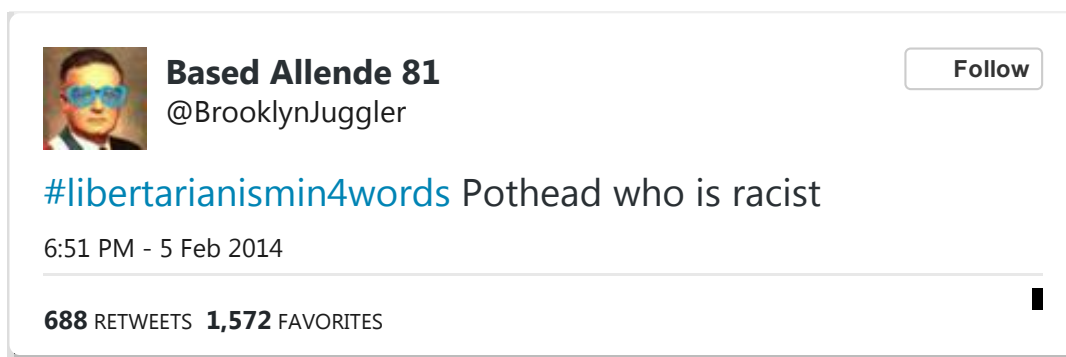 Based Allende 81
Follow
@BrooklynJuggler
#libertarianismin4words Pothead who is racist
6:51 PM - 5 Feb 2014
688 RETWEETS 1,572 FAVORITES